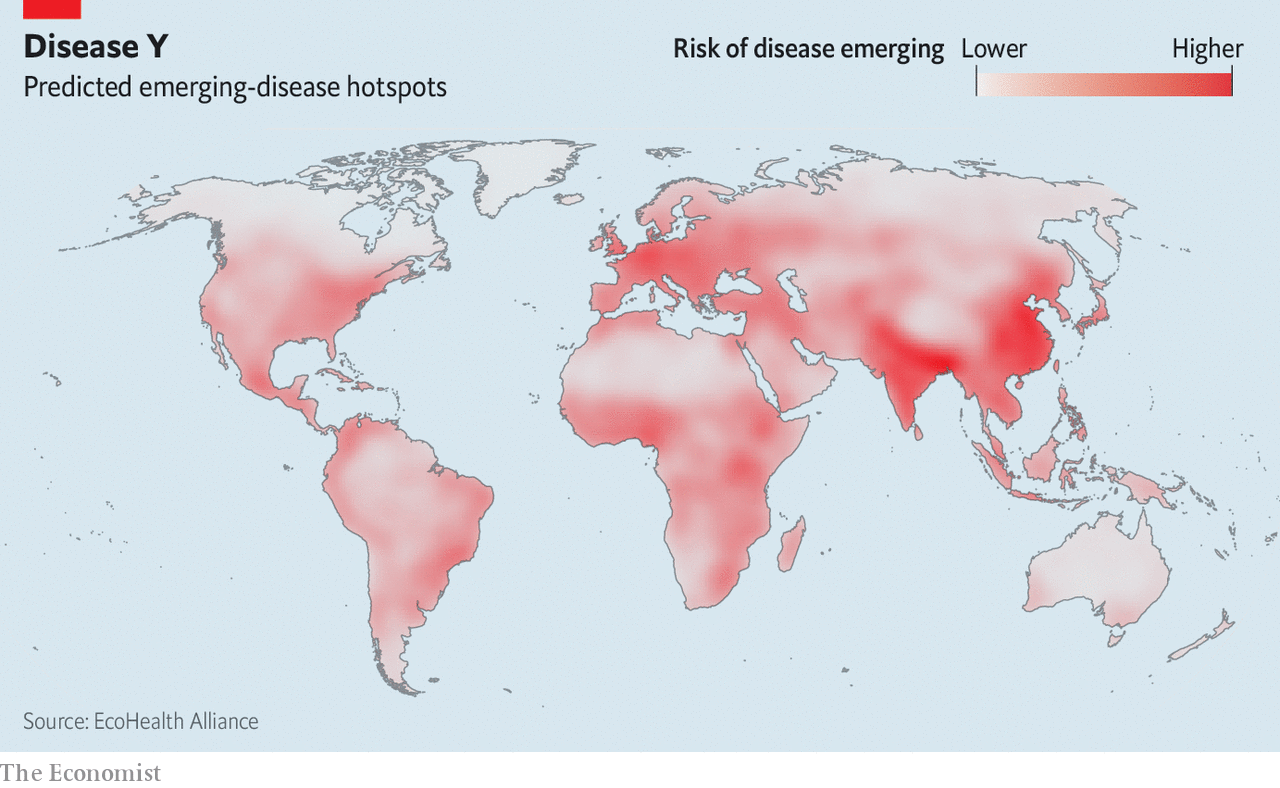 Disease Y
Predicted emerging-disease hotspots
Risk of disease emerging
Lower
Higher
Source: EcoHealth Alliance
The Economist